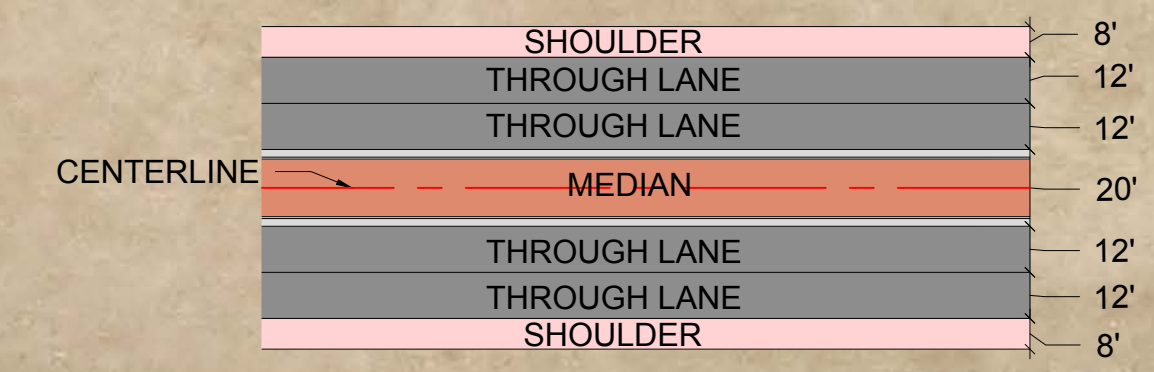 SHOULDER 8'
THROUGH LANE 12'
THROUGH LANE 12'
CENTERLINE MEDIAN 20'
THROUGH LANE 12'
THROUGH LANE 12'
SHOULDER 8'